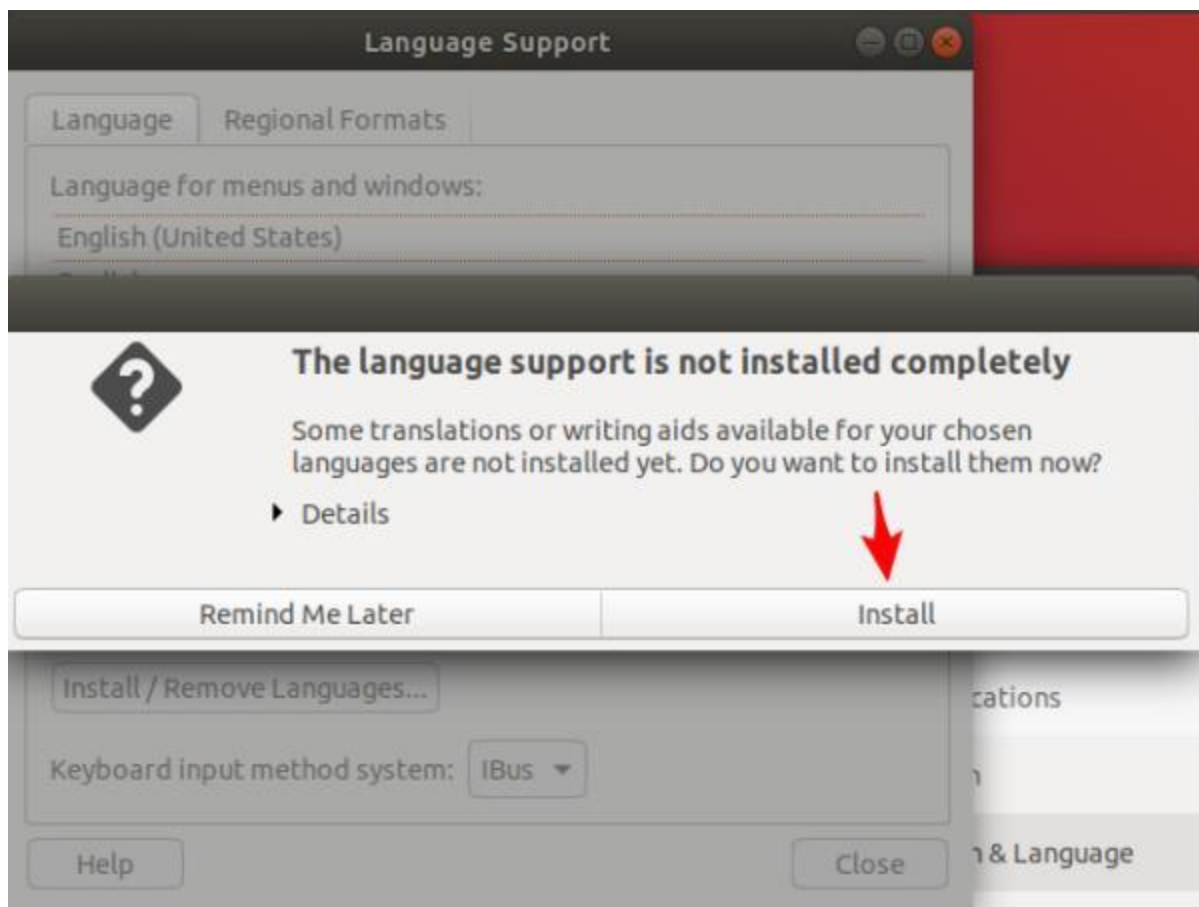 Language Support
Language
Regional Formats
Language for menus and windows:
English (United States)
The language support is not installed completely
Some translations or writing aids available for your chosen
languages are not installed yet. Do you want to install them now?
Details
Remind Me Later
Install
Install / Remove Languages...
cations
Keyboard input method system:
IBus
n
n & Language
Help
Close